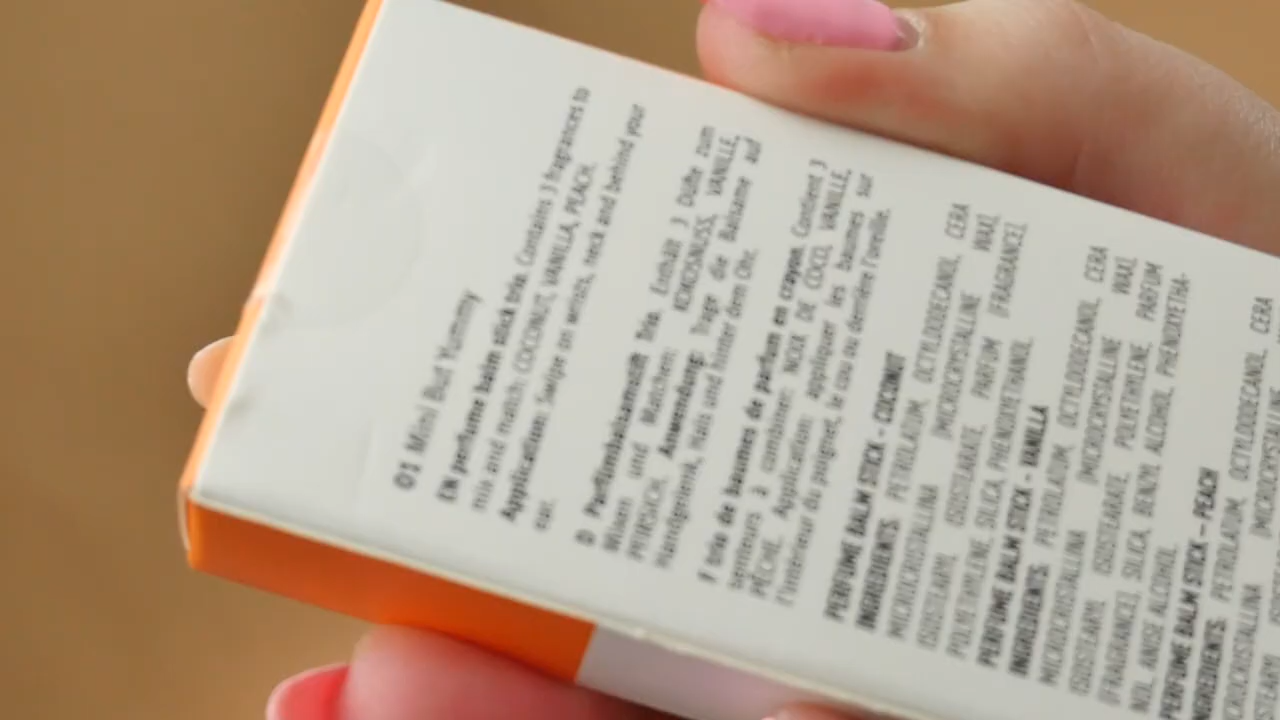 01 Mini But Yummy
EN perfume balm stick trio. Contains 3 fragrances to
mix and match: COCONUT, VANILLA, PEACH.
Application: Swipe on wrists, neck and behind your
ear.
D Parfümbalsamstift Trio. Enthält 3 Düfte zum
Mixen und Matchen: KOKOSNUSS, VANILLE,
PFIRSICH. Anwendung: Trage die Balsame auf
Handgelenk, Hals und hinter dem Ohr.
F trio de baumes de parfum en crayon. Contient 3
senteurs à combiner: NOIX DE COCO, VANILLE,
PÊCHE. Application: appliquer les baumes sur
l'intérieur du poignet, le cou ou derrière l'oreille.
PERFUME BALM STICK - COCONUT
INGREDIENTS: PETROLATUM, OCTYLDODECANOL, CERA
MICROCRISTALLINA (MICROCRYSTALLINE WAX),
ISOSTEARYL ISOSTEARATE, PARFUM (FRAGRANCE),
POLYETHYLENE, SILICA, PHENOXYETHANOL.
PERFUME BALM STICK - VANILLA
INGREDIENTS: PETROLATUM, OCTYLDODECANOL, CERA
MICROCRISTALLINA (MICROCRYSTALLINE WAX),
ISOSTEARYL ISOSTEARATE, POLYETHYLENE, PARFUM
(FRAGRANCE), SILICA, BENZYL ALCOHOL, PHENOXYETHA-
NOL, ANISE ALCOHOL.
PERFUME BALM STICK - PEACH
INGREDIENTS: PETROLATUM, OCTYLDODECANOL, CERA
(MICROCRYSTALLINE